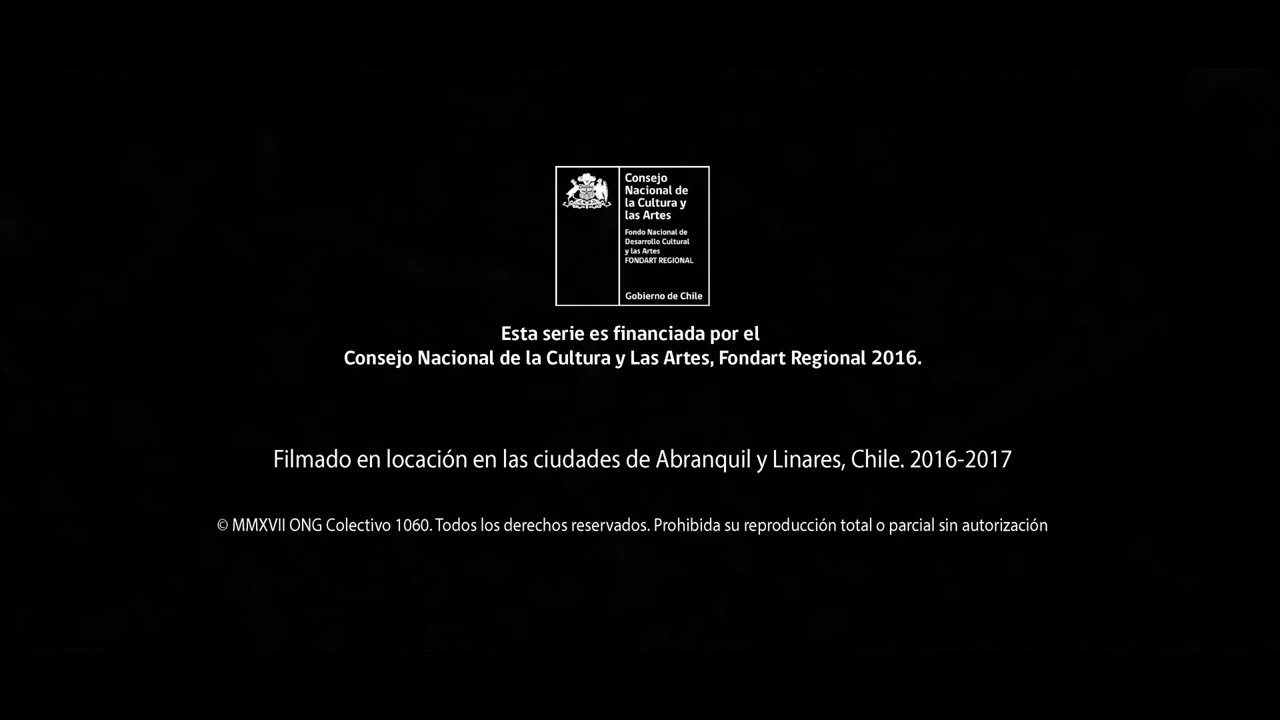 Consejo
Nacional de
la Cultura y
las Artes
Fondo Nacional de
Desarrollo Cultural
y las Artes
FONDART REGIONAL
Gobierno de Chile
Esta serie es financiada por el
Consejo Nacional de la Cultura y Las Artes, Fondart Regional 2016.
Filmado en locación en las ciudades de Abranquil y Linares, Chile. 2016-2017
© MMXVII ONG Colectivo 1060. Todos los derechos reservados. Prohibida su reproducción total o parcial sin autorización